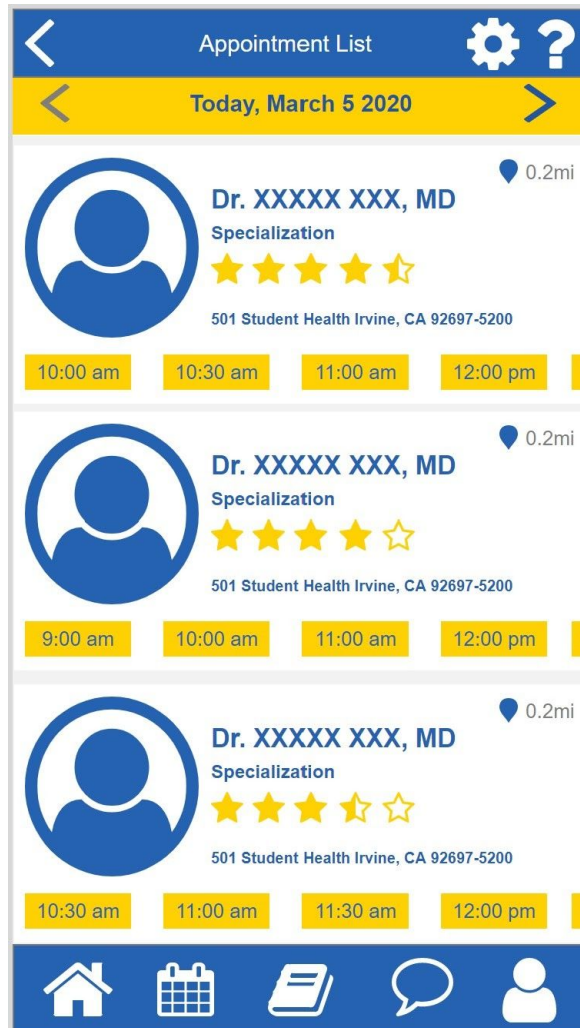 Appointment List ?
Today, March 5 2020
0.2mi
Dr. XXXXX XXX, MD
Specialization
501 Student Health Irvine, CA 92697-5200
10:00 am 10:30 am 11:00 am 12:00 pm
0.2mi
Dr. XXXXX XXX, MD
Specialization
501 Student Health Irvine, CA 92697-5200
9:00 am 10:00 am 11:00 am 12:00 pm
0.2mi
Dr. XXXXX XXX, MD
Specialization
501 Student Health Irvine, CA 92697-5200
10:30 am 11:00 am 11:30 am 12:00 pm